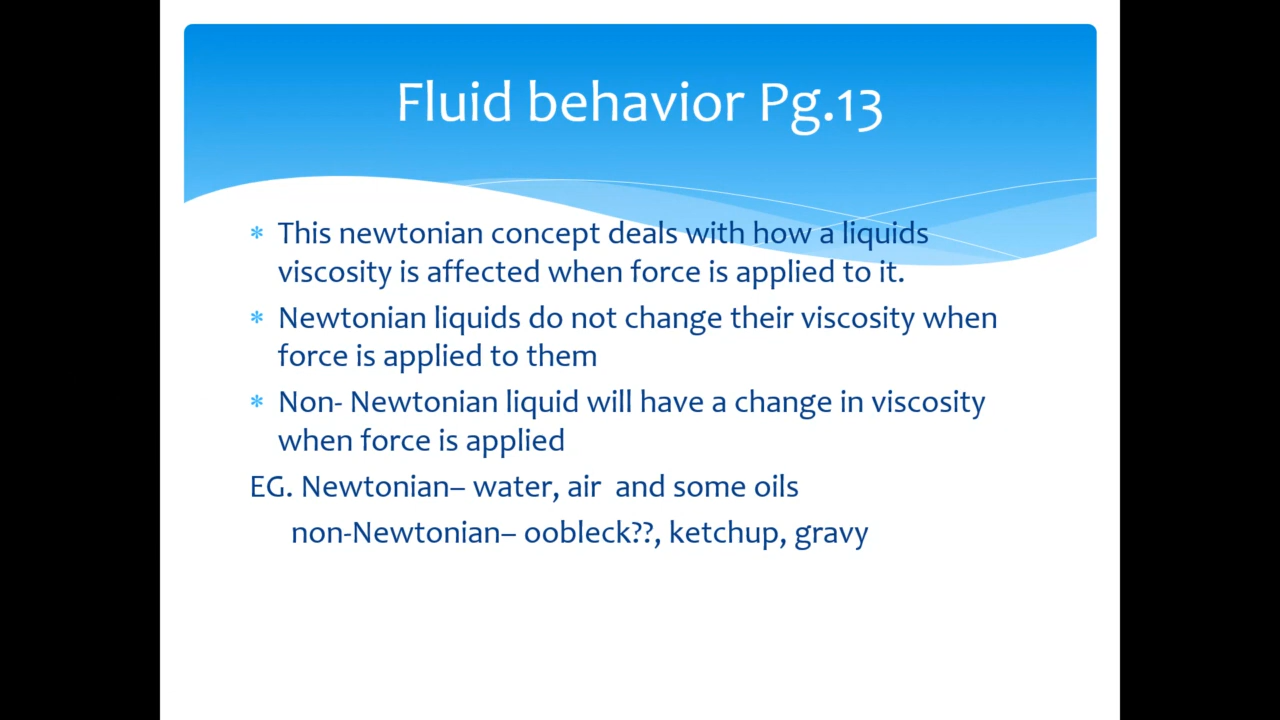 Fluid behavior Pg.13
* This newtonian concept deals with how a liquids
viscosity is affected when force is applied to it.
* Newtonian liquids do not change their viscosity when
force is applied to them
* Non- Newtonian liquid will have a change in viscosity
when force is applied
EG. Newtonian– water, air  and some oils
non-Newtonian– oobleck??, ketchup, gravy